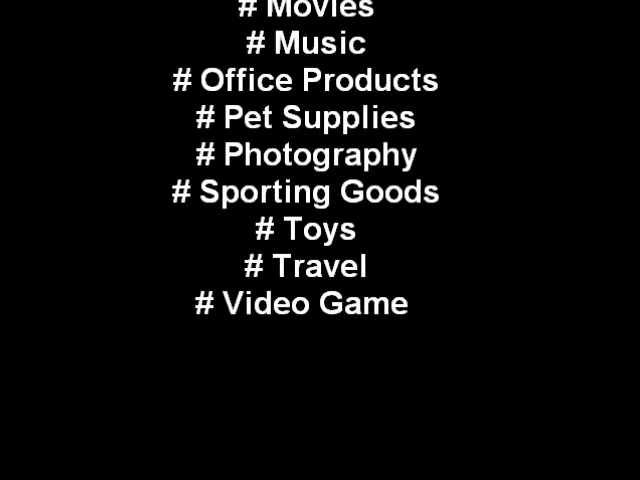 # Movies
# Music
# Office Products
# Pet Supplies
# Photography
# Sporting Goods
# Toys
# Travel
# Video Game